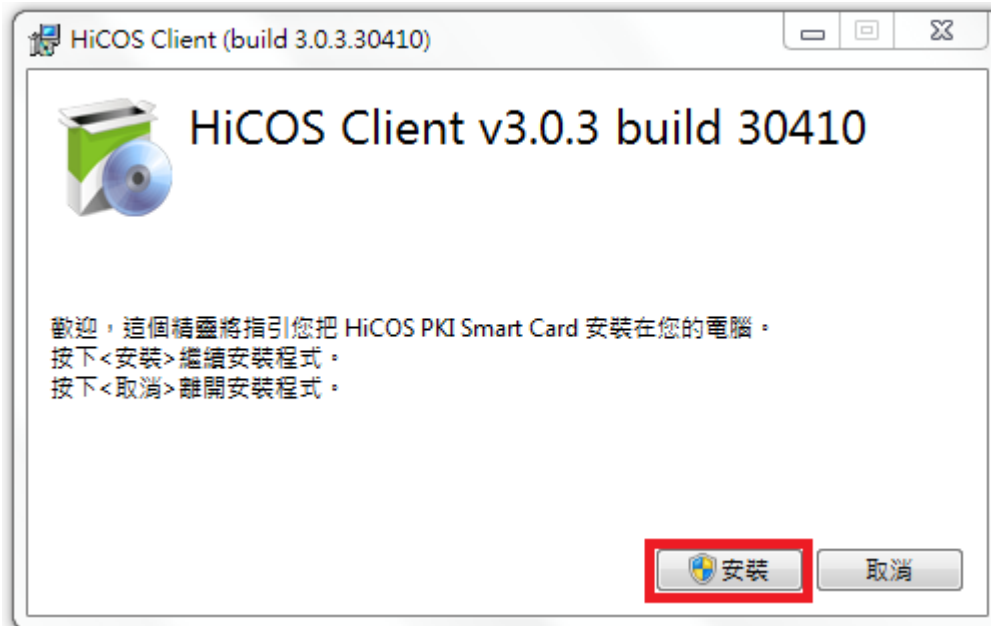 HiCOS Client (build 3.0.3.30410)
HiCOS Client v3.0.3 build 30410
歡迎，這個精靈將指引您把 HiCOS PKI Smart Card 安裝在您的電腦。
按下<安裝>繼續安裝程式。
按下<取消>離開安裝程式。
安裝 取消